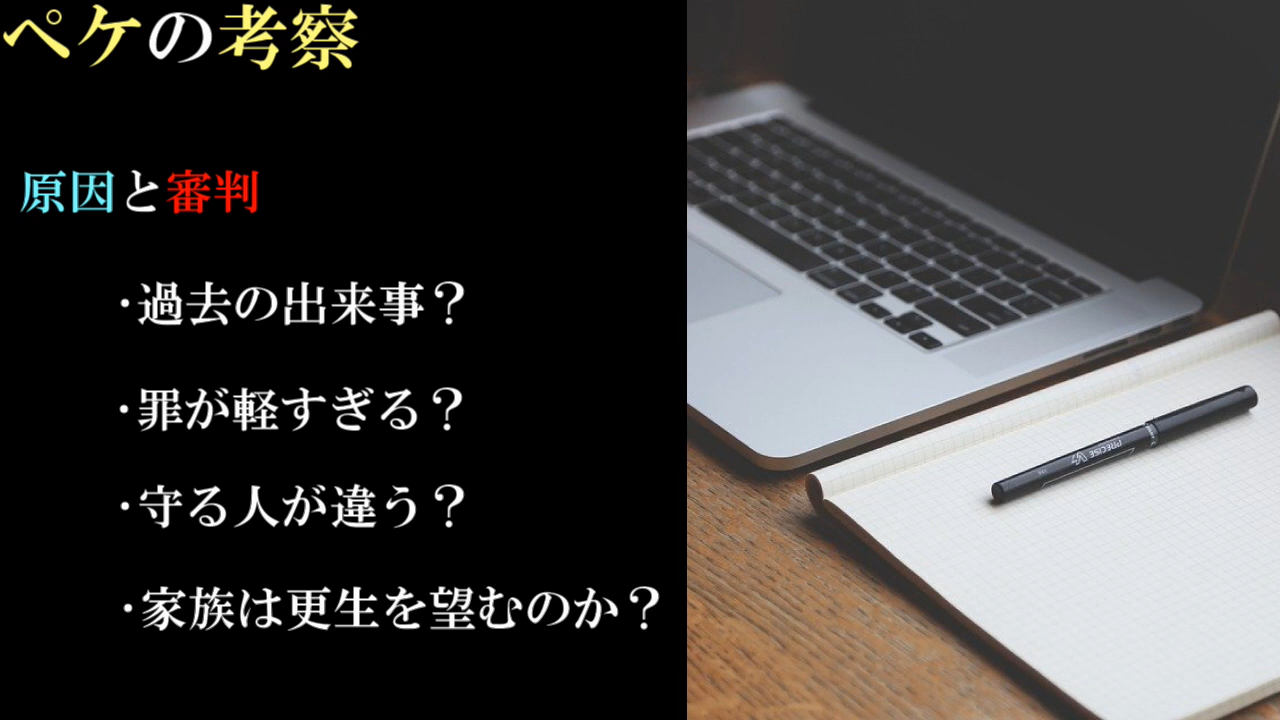 ペケの考察
原因と審判
・過去の出来事？
・罪が軽すぎる？
・守る人が違う？
・家族は更生を望むのか？
PRECISE V5